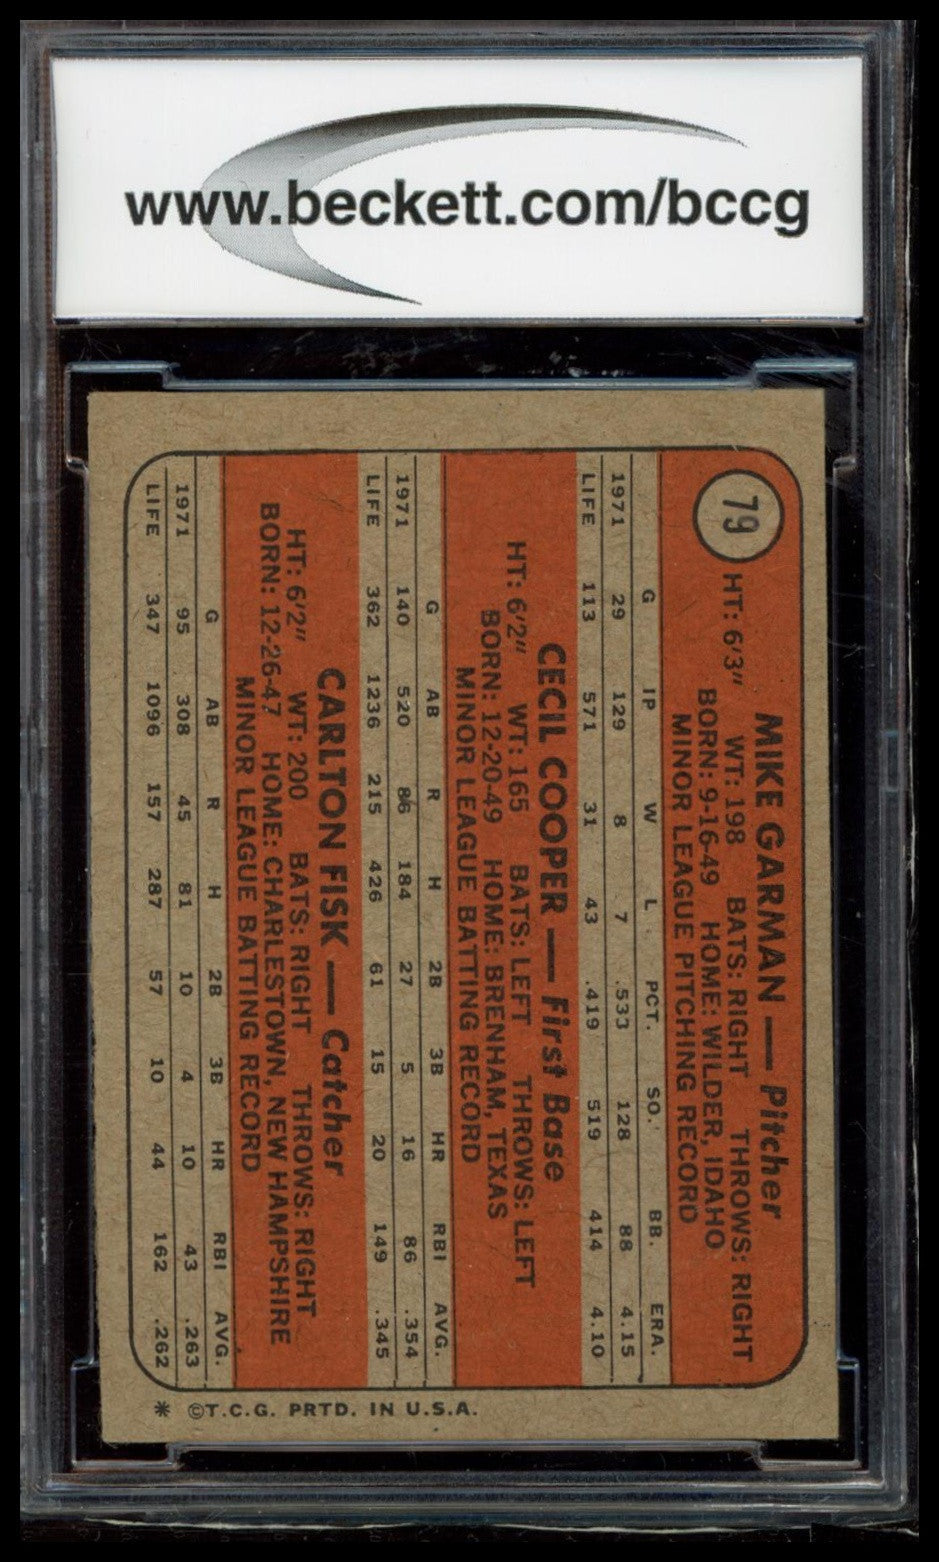 www.beckett.com/bccg
79
MIKE GARMAN — Pitcher
HT: 6'3" WT: 198 BATS: RIGHT THROWS: RIGHT
BORN: 9-16-49 HOME: WILDER, IDAHO
MINOR LEAGUE PITCHING RECORD
G IP W L PCT. SO. BB. ERA.
1971 29 129 8 7 .533 128 88 4.15
LIFE 113 571 31 43 .419 519 414 4.10
CECIL COOPER — First Base
HT: 6'2" WT: 165 BATS: LEFT THROWS: LEFT
BORN: 12-20-49 HOME: BRENHAM, TEXAS
MINOR LEAGUE BATTING RECORD
G AB R H 2B 3B HR RBI AVG.
1971 140 520 86 184 27 5 16 86 .354
LIFE 362 1236 215 426 61 15 20 149 .345
CARLTON FISK — Catcher
HT: 6'2" WT: 200 BATS: RIGHT THROWS: RIGHT
BORN: 12-26-47 HOME: CHARLESTOWN, NEW HAMPSHIRE
MINOR LEAGUE BATTING RECORD
G AB R H 2B 3B HR RBI AVG.
1971 95 308 45 81 10 4 10 43 .263
LIFE 347 1096 157 287 57 10 44 162 .262
* ©T.C.G. PRTD. IN U.S.A.